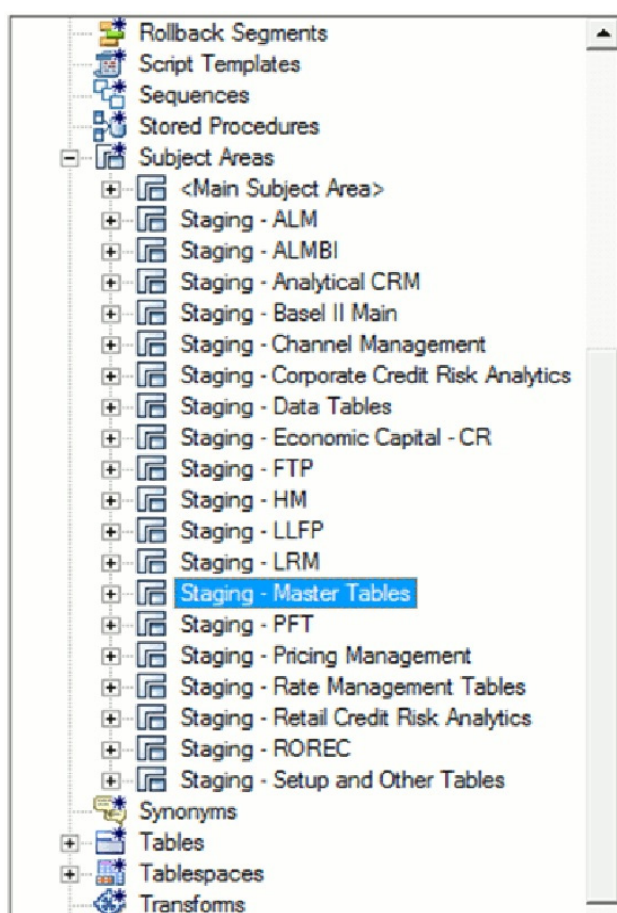 Rollback Segments
Script Templates
Sequences
Stored Procedures
Subject Areas
<Main Subject Area>
Staging - ALM
Staging - ALMBI
Staging - Analytical CRM
Staging - Basel II Main
Staging - Channel Management
Staging - Corporate Credit Risk Analytics
Staging - Data Tables
Staging - Economic Capital - CR
Staging - FTP
Staging - HM
Staging - LLFP
Staging - LRM
Staging - Master Tables
Staging - PFT
Staging - Pricing Management
Staging - Rate Management Tables
Staging - Retail Credit Risk Analytics
Staging - ROREC
Staging - Setup and Other Tables
Synonyms
Tables
Tablespaces
Transforms